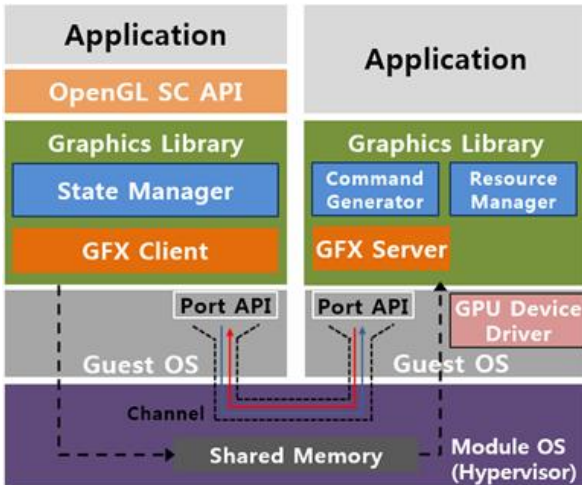 Application
OpenGL SC API
Graphics Library
State Manager
GFX Client
Port API
Guest OS
Application
Graphics Library
Command
Generator
Resource
Manager
GFX Server
Port API
GPU Device
Driver
Guest OS
Channel
Shared Memory
Module OS
(Hypervisor)